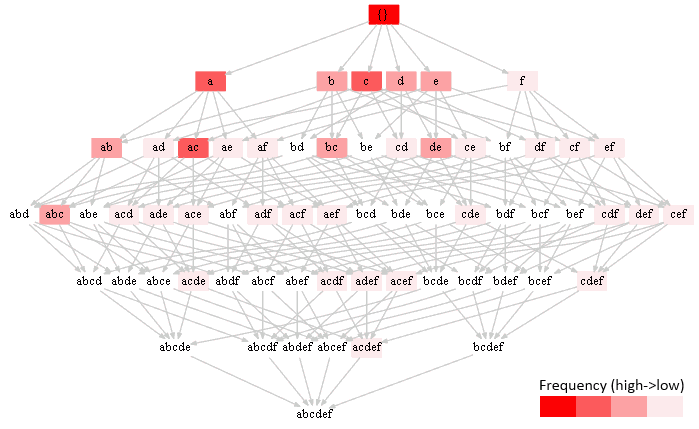 {}
a b c d e f
ab ad ac ae af bd bc be cd de ce bf df cf ef
abd abc abe acd ade ace abf adf acf aef bcd bde bce cde bdf bcf bef cdf def cef
abcd abde abce acde abdf abcf abef acdf adef acef bcde bcdf bdef bcef cdef
abcde abcdf abdef abcef acdef bcdef
abcdef
Frequency (high->low)